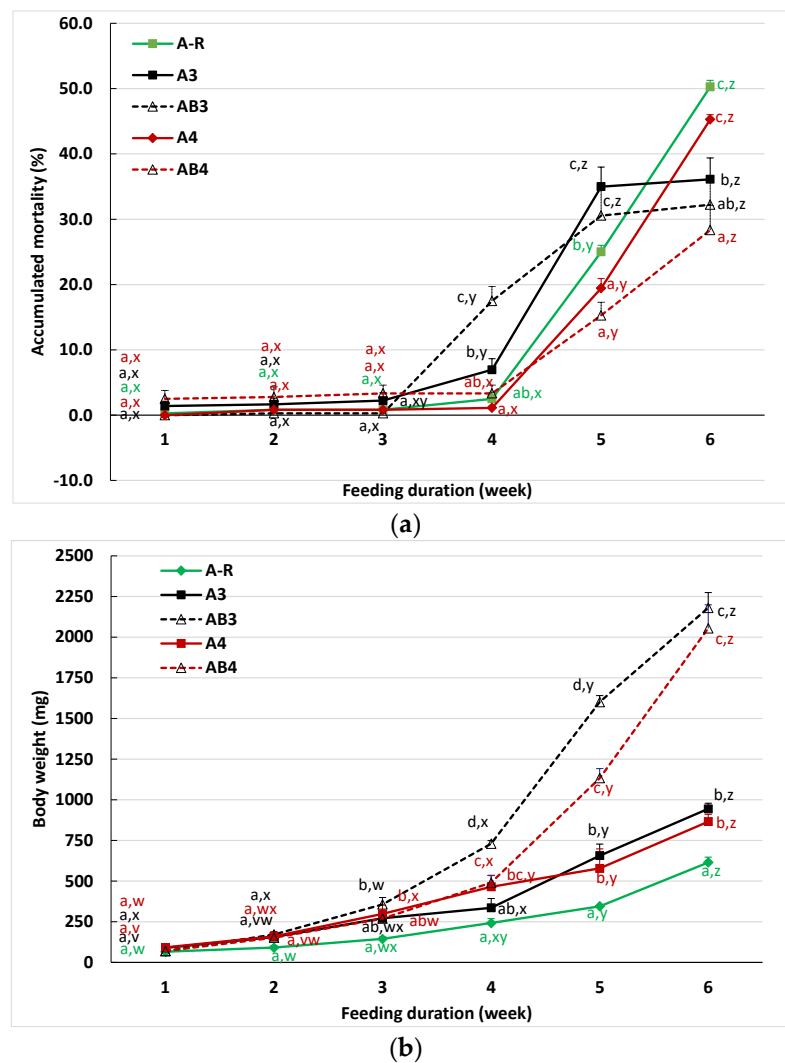 60.0
50.0
40.0
30.0
20.0
10.0
0.0
-10.0
Accumulated mortality (%)
A-R
A3
AB3
A4
AB4
a,x
a,x
a,x
a,x
a,x
a,x
a,x
a,x
a,x
a,x
a,x
a,x
a,x
a,xy
a,x
c,y
b,y
ab,x
ab,x
a,x
c,z
c,z
b,y
a,y
a,y
c,z
c,z
b,z
ab,z
a,z
1 2 3 4 5 6
Feeding duration (week)
(a)
2500
2250
2000
1750
1500
1250
1000
750
500
250
0
Body weight (mg)
A-R
A3
AB3
A4
AB4
a,w
a,x
a,v
a,v
a,w
a,x
a,wx
a,vw
a,vw
a,w
b,w
b,x
abw
ab,wx
a,wx
d,x
c,x
bc,y
ab,x
a,xy
d,y
c,y
b,y
b,y
a,y
c,z
c,z
b,z
b,z
a,z
1 2 3 4 5 6
Feeding duration (week)
(b)